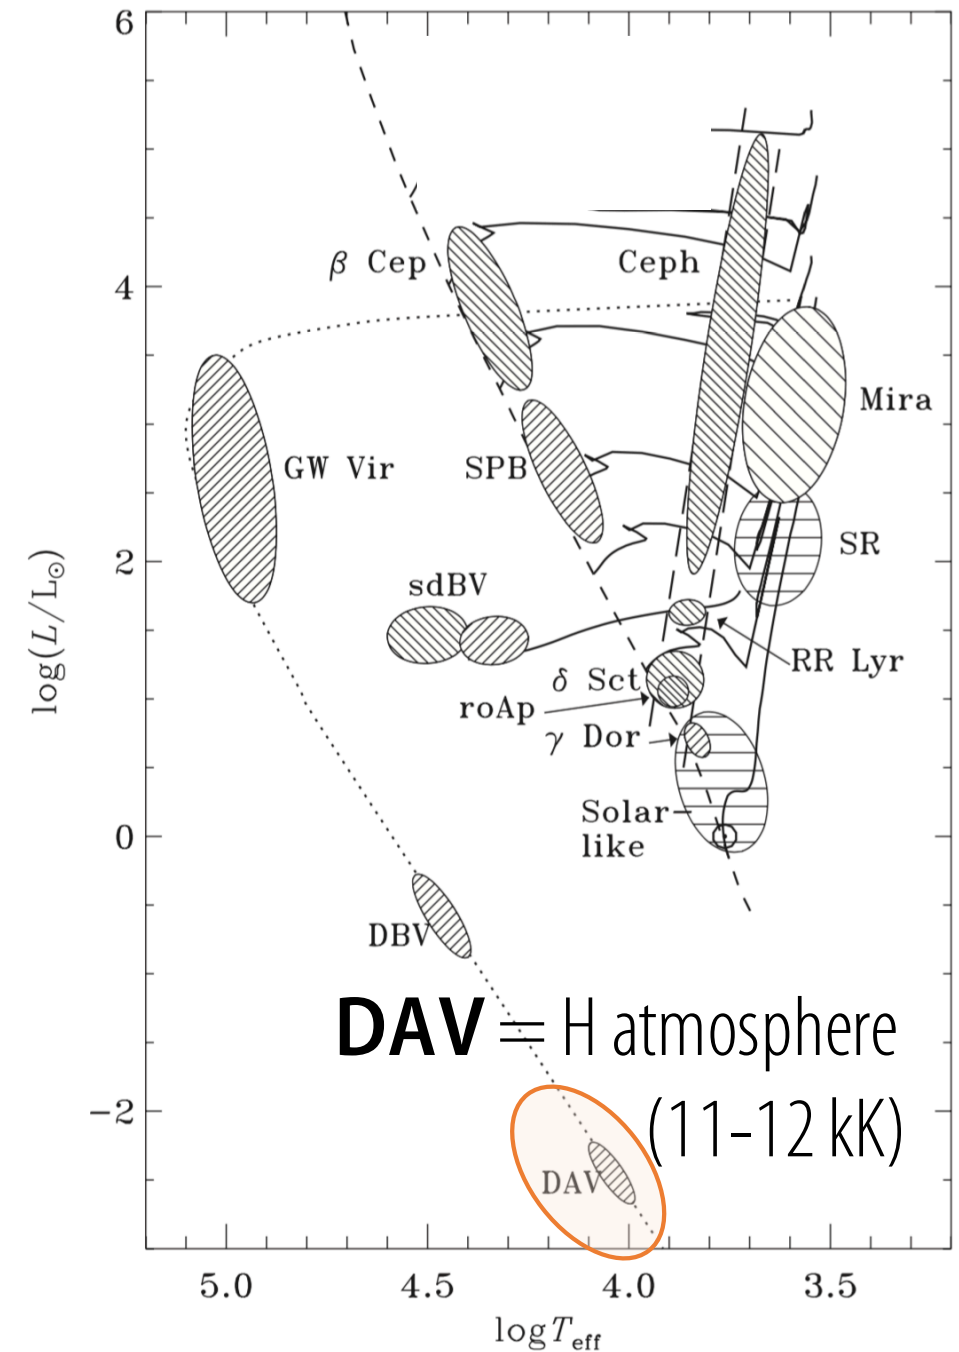 6
β Cep
Ceph
4
Mira
GW Vir
SPB
SR
2
sdBV
RR Lyr
δ Sct
roAp
γ Dor
Solar-
like
0
DBV
DAV = H atmosphere
(11-12 kK)
−2
DAV
5.0 4.5 4.0 3.5
log(L/L⊙)
log Teff